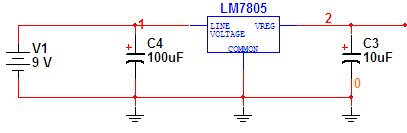 LM7805
1
2
LINE VREG
VOLTAGE
COMMON
V1
9 V
C4
100uF
C3
10uF
0
+
+